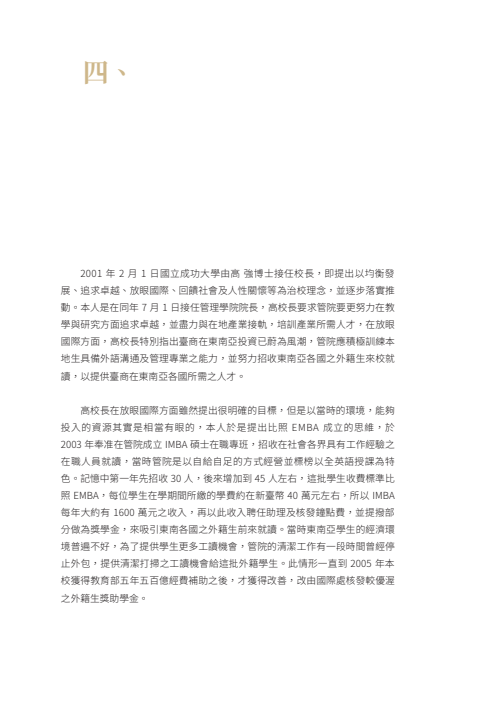 四、
2001 年 2 月 1 日國立成功大學由高 強博士接任校長，即提出以均衡發
展、追求卓越、放眼國際、回饋社會及人性關懷等為治校理念，並逐步落實推
動。本人是在同年 7 月 1 日接任管理學院院長，高校長要求管院要更努力在教
學與研究方面追求卓越，並盡力與在地產業接軌，培訓產業所需人才，在放眼
國際方面，高校長特別指出臺商在東南亞投資已蔚為風潮，管院應積極訓練本
地生具備外語溝通及管理專業之能力，並努力招收東南亞各國之外籍生來校就
讀，以提供臺商在東南亞各國所需之人才。
高校長在放眼國際方面雖然提出很明確的目標，但是以當時的環境，能夠
投入的資源其實是相當有眼的，本人於是提出比照 EMBA 成立的思維，於
2003 年奉准在管院成立 IMBA 碩士在職專班，招收在社會各界具有工作經驗之
在職人員就讀，當時管院是以自給自足的方式經營並標榜以全英語授課為特
色。記憶中第一年先招收 30 人，後來增加到 45 人左右，這批學生收費標準比
照 EMBA，每位學生在學期間所繳的學費約在新臺幣 40 萬元左右，所以 IMBA
每年大約有 1600 萬元之收入，再以此收入聘任助理及核發鐘點費，並提撥部
分做為獎學金，來吸引東南各國之外籍生前來就讀。當時東南亞學生的經濟環
境普遍不好，為了提供學生更多工讀機會，管院的清潔工作有一段時間曾經停
止外包，提供清潔打掃之工讀機會給這批外籍學生。此情形一直到 2005 年本
校獲得教育部五年五百億經費補助之後，才獲得改善，改由國際處核發較優渥
之外籍生獎助學金。